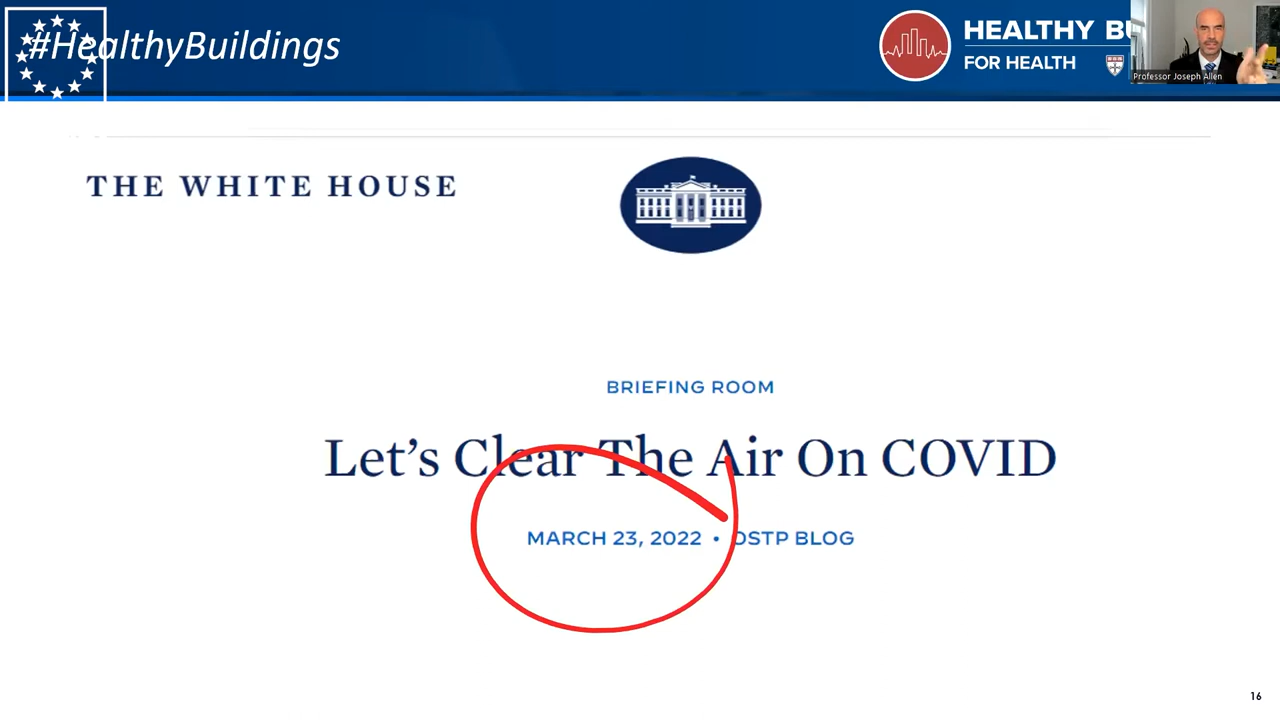 #HealthyBuildings
HEALTHY BU
FOR HEALTH
Professor Joseph Allen
THE WHITE HOUSE
BRIEFING ROOM
Let’s Clear The Air On COVID
MARCH 23, 2022 • OSTP BLOG
16